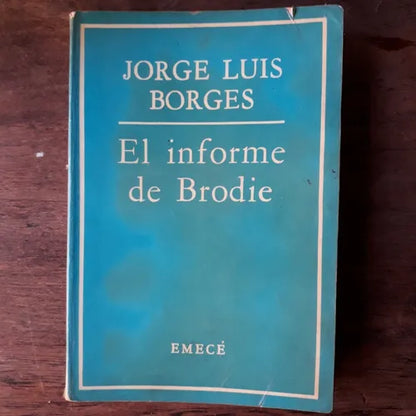 JORGE LUIS
BORGES
El informe
de Brodie
EMECÉ